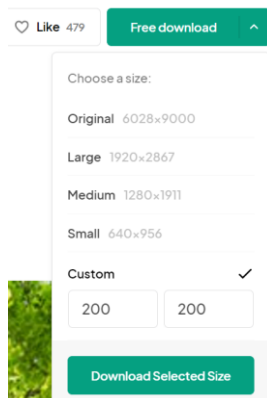 Like 479 Free download
Choose a size:
Original 6028×9000
Large 1920×2867
Medium 1280×1911
Small 640×956
Custom
200 200
Download Selected Size